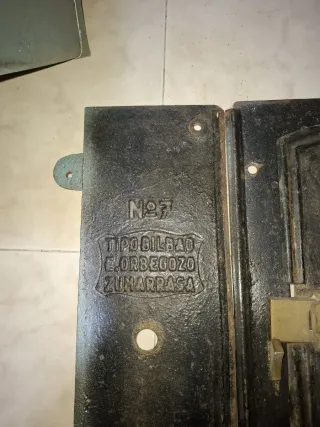 Nº7
TIPO BILBAO
E. ORBEGOZO
ZUMARRAGA